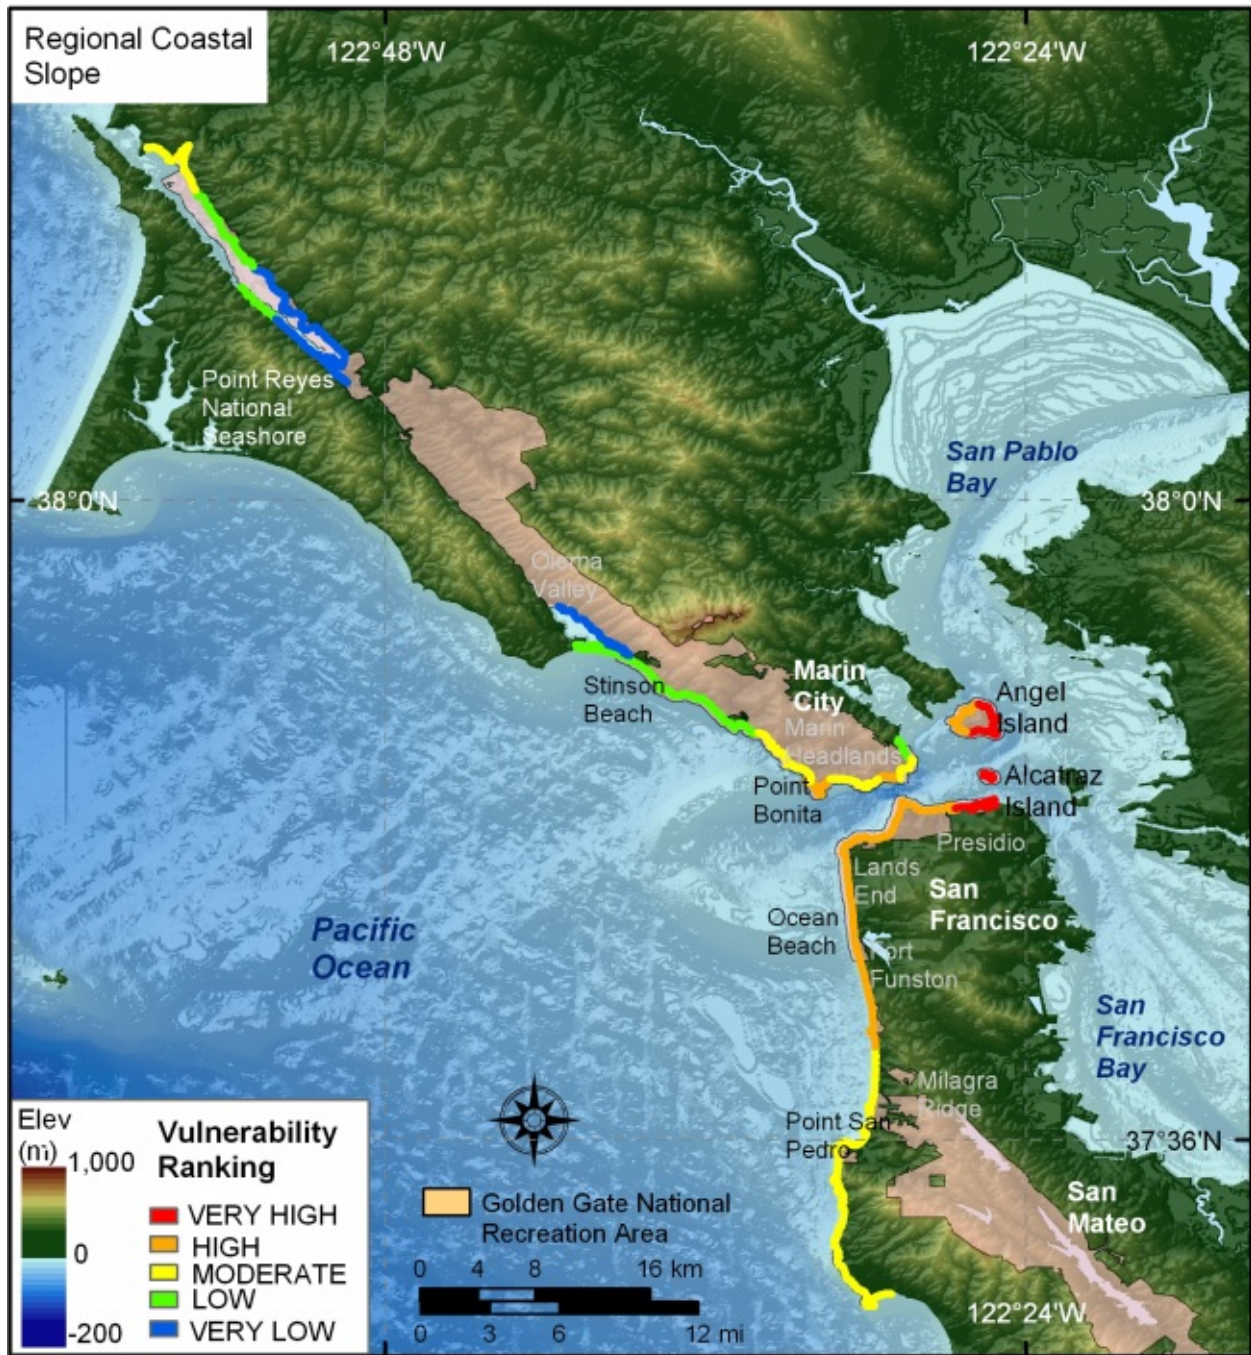 Regional Coastal
Slope
122°48'W
122°24'W
Point Reyes
National
Seashore
San Pablo
Bay
38°0'N
38°0'N
Olema
Valley
Stinson
Beach
Marin
City
Marin
Headlands
Angel
Island
Point
Bonita
Alcatraz
Island
Presidio
Lands
End
San
Francisco
Ocean
Beach
Fort
Funston
Pacific
Ocean
San
Francisco
Bay
Milagra
Ridge
Point San
Pedro
37°36'N
San
Mateo
122°24'W
Elev
(m)
1,000
0
-200
Vulnerability
Ranking
VERY HIGH
HIGH
MODERATE
LOW
VERY LOW
Golden Gate National
Recreation Area
0 4 8 16 km
0 3 6 12 mi